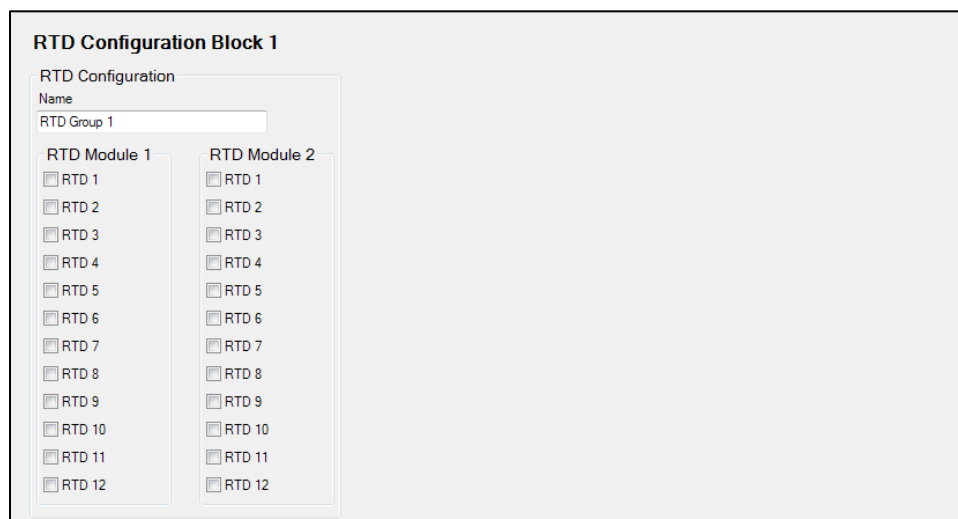 RTD Configuration Block 1
RTD Configuration
Name
RTD Group 1
RTD Module 1
RTD 1
RTD 2
RTD 3
RTD 4
RTD 5
RTD 6
RTD 7
RTD 8
RTD 9
RTD 10
RTD 11
RTD 12
RTD Module 2
RTD 1
RTD 2
RTD 3
RTD 4
RTD 5
RTD 6
RTD 7
RTD 8
RTD 9
RTD 10
RTD 11
RTD 12